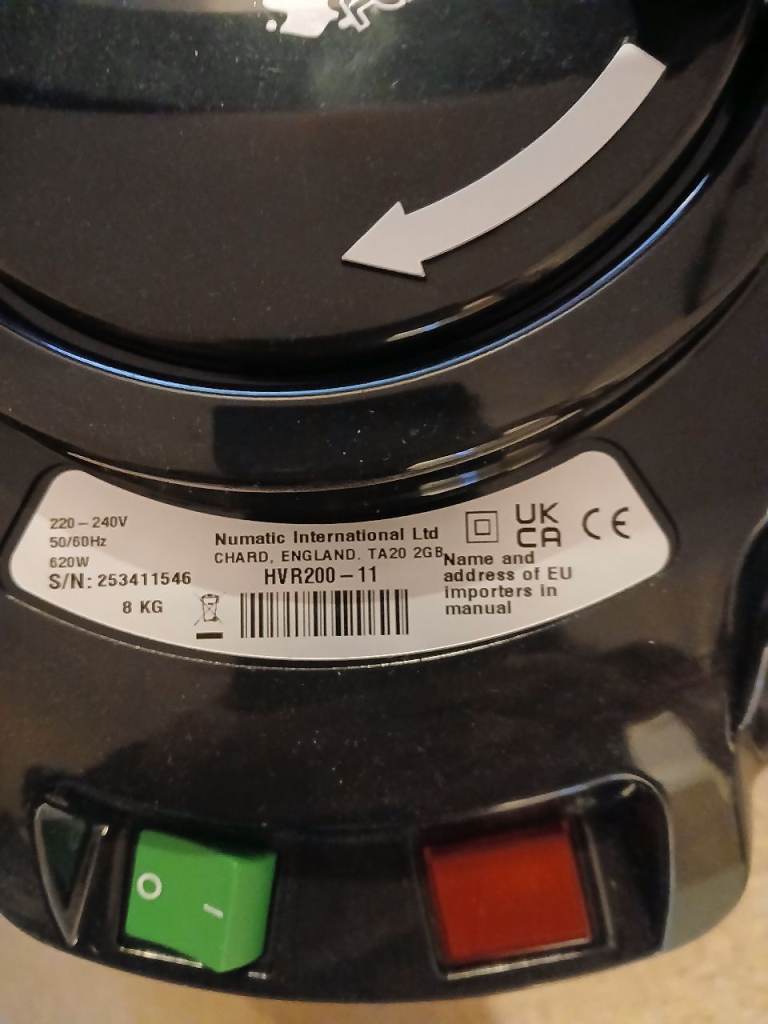 220-240V
50/60Hz
620W
S/N: 253411546
8 KG
Numatic International Ltd
CHARD, ENGLAND. TA20 2GB
HVR200-11
UK
CA
CE
Name and
address of EU
importers in
manual
O
I